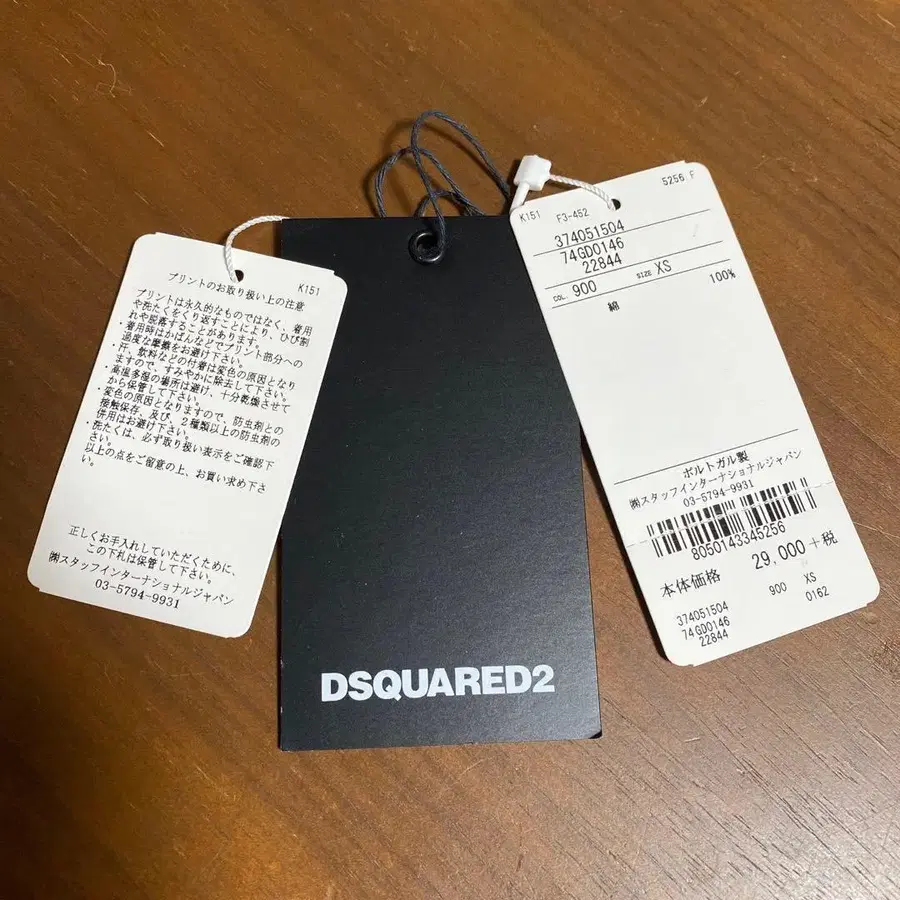 K151
プリントのお取り扱い上の注意
プリントは永久的なものではなく、着用
や洗たくをくり返すことにより、ひび割
れや脱落することがあります。
・着用時はかばんなどでプリント部分への
過度な摩擦をお避け下さい。
・汗、飲料などの付着は変色の原因となり
ますので、すみやかに除去して下さい。
・高温多湿の場所は避け、十分乾燥させて
から保管して下さい。
・変色の原因となりますので、防虫剤との
接触保存、及び、2種類以上の防虫剤の
併用はお避け下さい。
・洗たくは、必ず取り扱い表示をご確認下
さい。
以上の点をご留意の上、お買い求め下さ
い。
正しくお手入れしていただくために、
この下札は保管して下さい。
㈱スタッフインターナショナルジャパン
03-5794-9931
DSQUARED2
5256 F
K151 F3-452
374051504
74GD0146
22844
COL. 900 SIZE XS
綿 100%
ポルトガル製
㈱スタッフインターナショナルジャパン
03-5794-9931
8050143345256
本体価格 29,000+税
374051504 900 XS
74GD0146 0162
22844